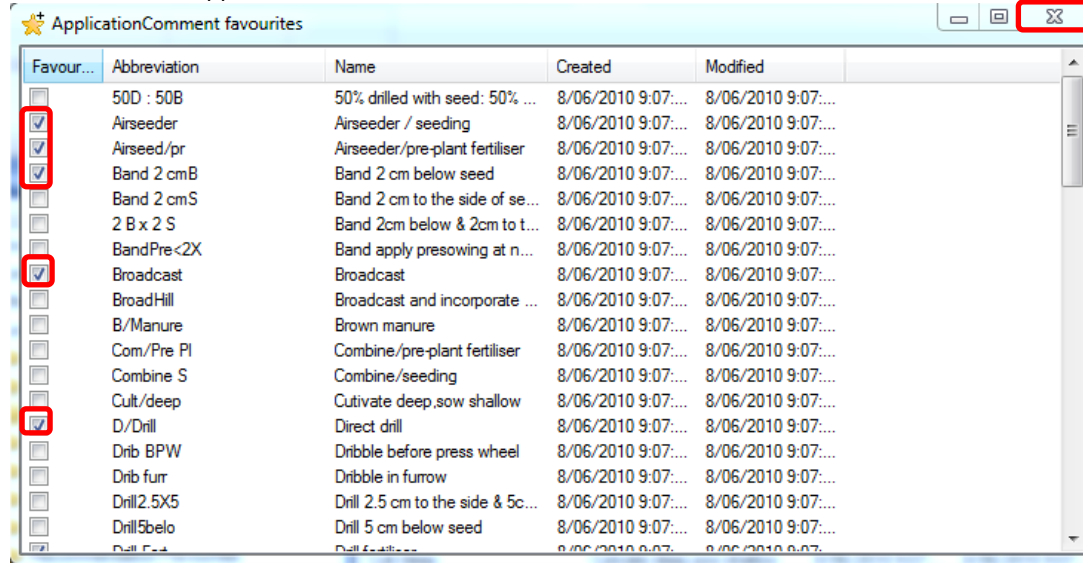 ApplicationComment favourites
Favour... Abbreviation Name Created Modified
50D : 50B 50% drilled with seed: 50% ... 8/06/2010 9:07:... 8/06/2010 9:07:...
Airseeder Airseeder / seeding 8/06/2010 9:07:... 8/06/2010 9:07:...
Airseed/pr Airseeder/pre-plant fertiliser 8/06/2010 9:07:... 8/06/2010 9:07:...
Band 2 cmB Band 2 cm below seed 8/06/2010 9:07:... 8/06/2010 9:07:...
Band 2 cmS Band 2 cm to the side of se... 8/06/2010 9:07:... 8/06/2010 9:07:...
2 B x 2 S Band 2cm below & 2cm to t... 8/06/2010 9:07:... 8/06/2010 9:07:...
BandPre<2X Band apply presowing at n... 8/06/2010 9:07:... 8/06/2010 9:07:...
Broadcast Broadcast 8/06/2010 9:07:... 8/06/2010 9:07:...
BroadHill Broadcast and incorporate ... 8/06/2010 9:07:... 8/06/2010 9:07:...
B/Manure Brown manure 8/06/2010 9:07:... 8/06/2010 9:07:...
Com/Pre Pl Combine/pre-plant fertiliser 8/06/2010 9:07:... 8/06/2010 9:07:...
Combine S Combine/seeding 8/06/2010 9:07:... 8/06/2010 9:07:...
Cult/deep Cutivate deep,sow shallow 8/06/2010 9:07:... 8/06/2010 9:07:...
D/Drill Direct drill 8/06/2010 9:07:... 8/06/2010 9:07:...
Drib BPW Dribble before press wheel 8/06/2010 9:07:... 8/06/2010 9:07:...
Drib furr Dribble in furrow 8/06/2010 9:07:... 8/06/2010 9:07:...
Drill2.5X5 Drill 2.5 cm to the side & 5c... 8/06/2010 9:07:... 8/06/2010 9:07:...
Drill5belo Drill 5 cm below seed 8/06/2010 9:07:... 8/06/2010 9:07:...
Drill Fert Drill fertiliser 8/06/2010 9:07:... 8/06/2010 9:07:...